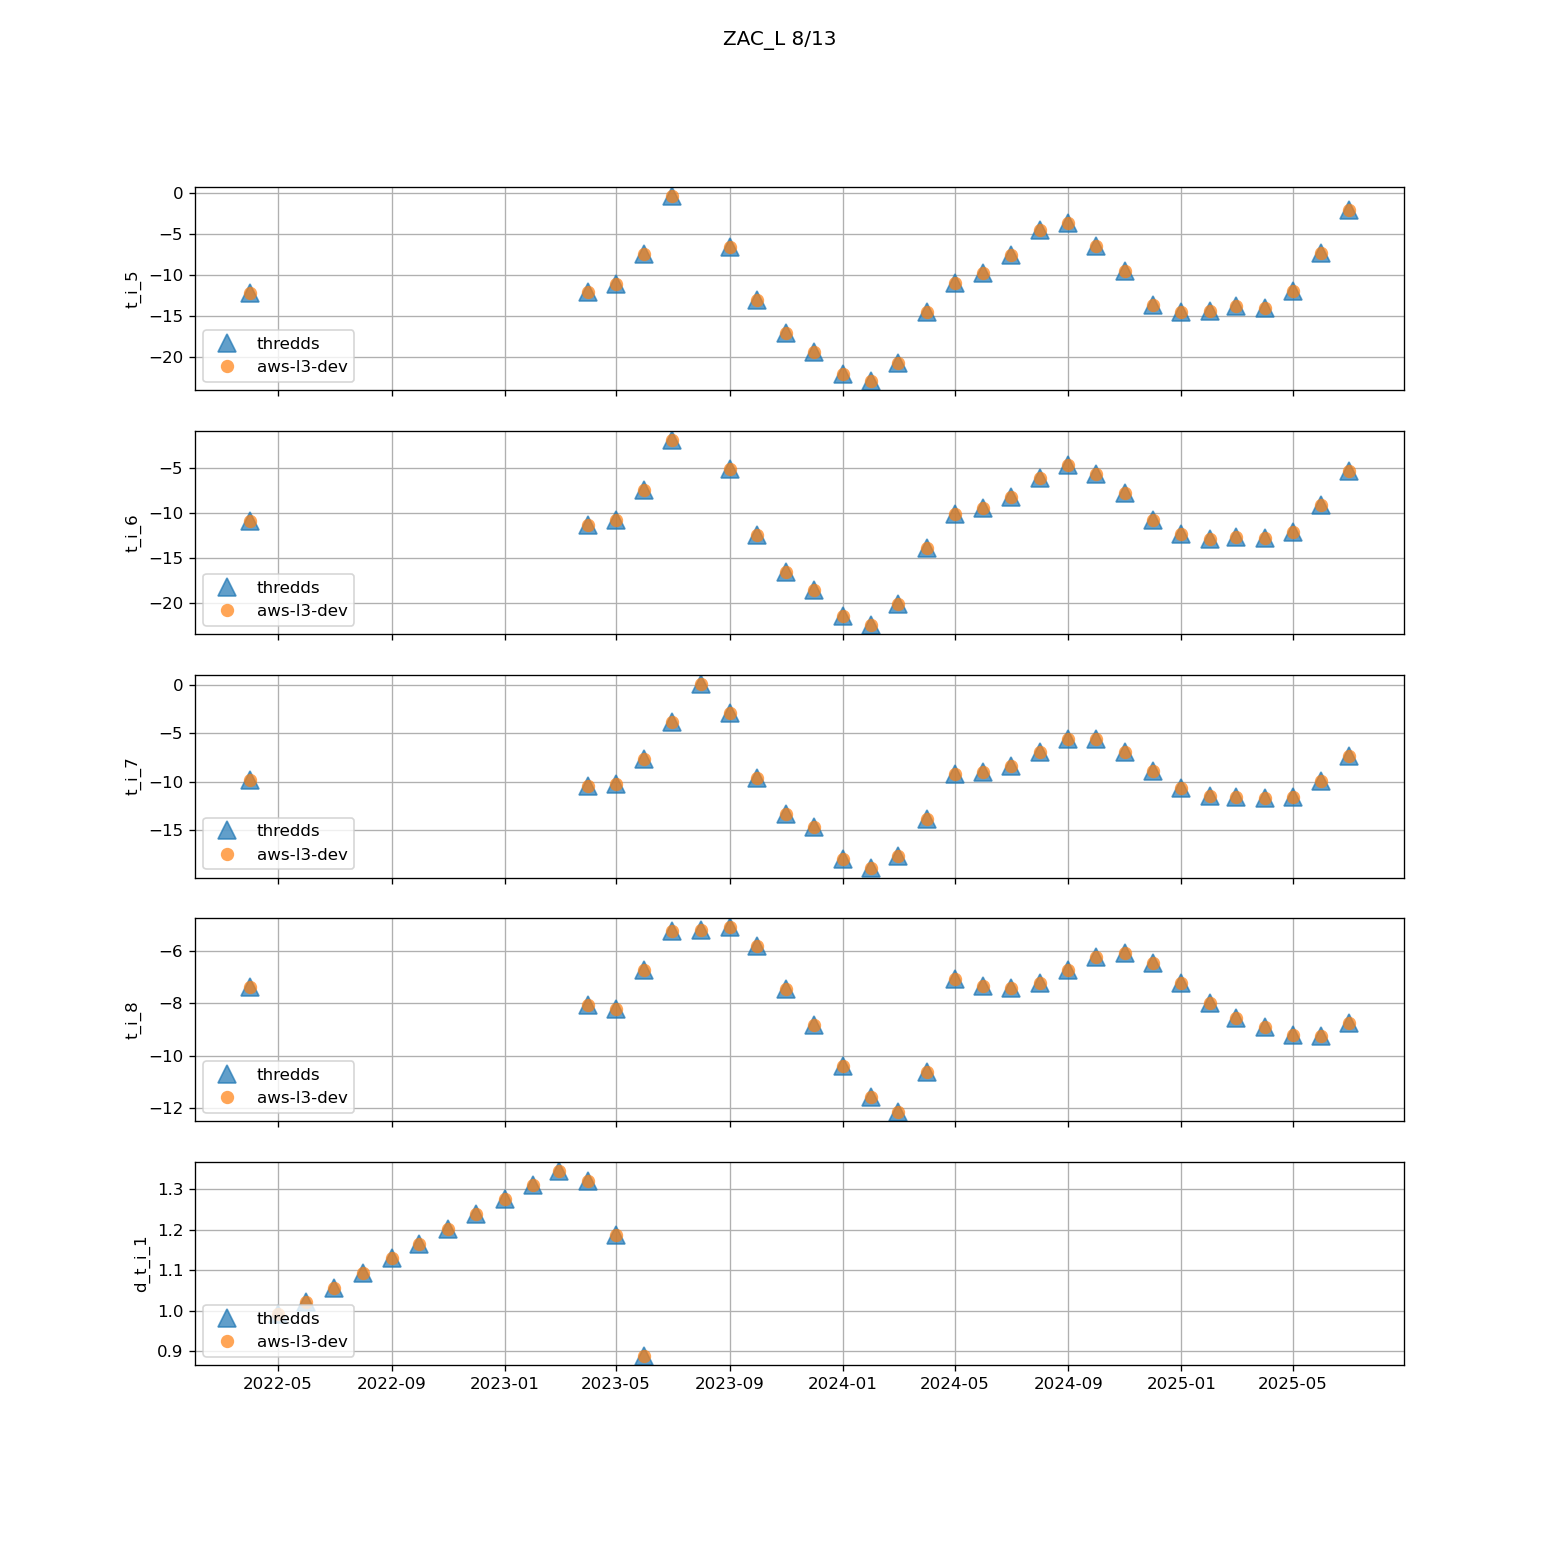 ZAC_L 8/13
0
−5
−10
−15
−20
t_i_5
thredds
aws-l3-dev
−5
−10
−15
−20
t_i_6
thredds
aws-l3-dev
0
−5
−10
−15
t_i_7
thredds
aws-l3-dev
−6
−8
−10
−12
t_i_8
thredds
aws-l3-dev
1.3
1.2
1.1
1.0
0.9
d_t_i_1
thredds
aws-l3-dev
2022-05 2022-09 2023-01 2023-05 2023-09 2024-01 2024-05 2024-09 2025-01 2025-05